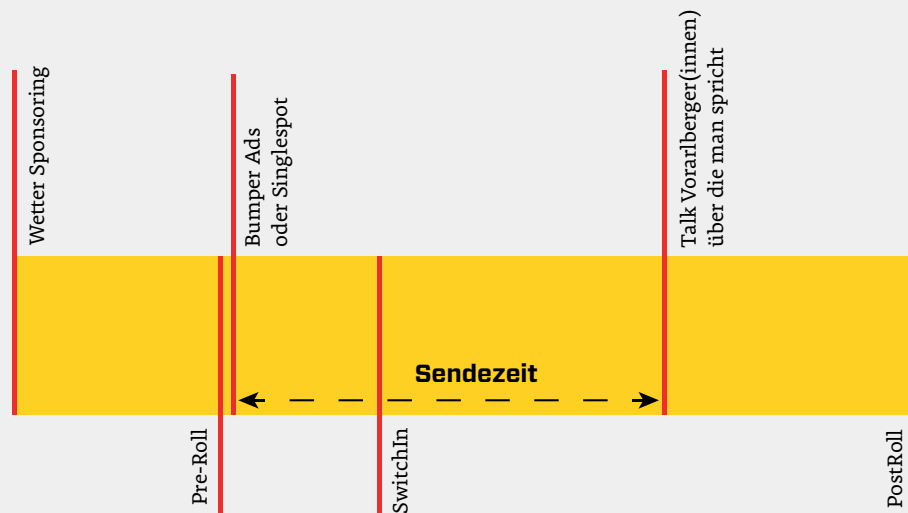 Wetter Sponsoring
Bumper Ads
oder Singlespot
Talk Vorarlberger(innen)
über die man spricht
Sendezeit
Pre-Roll
SwitchIn
PostRoll